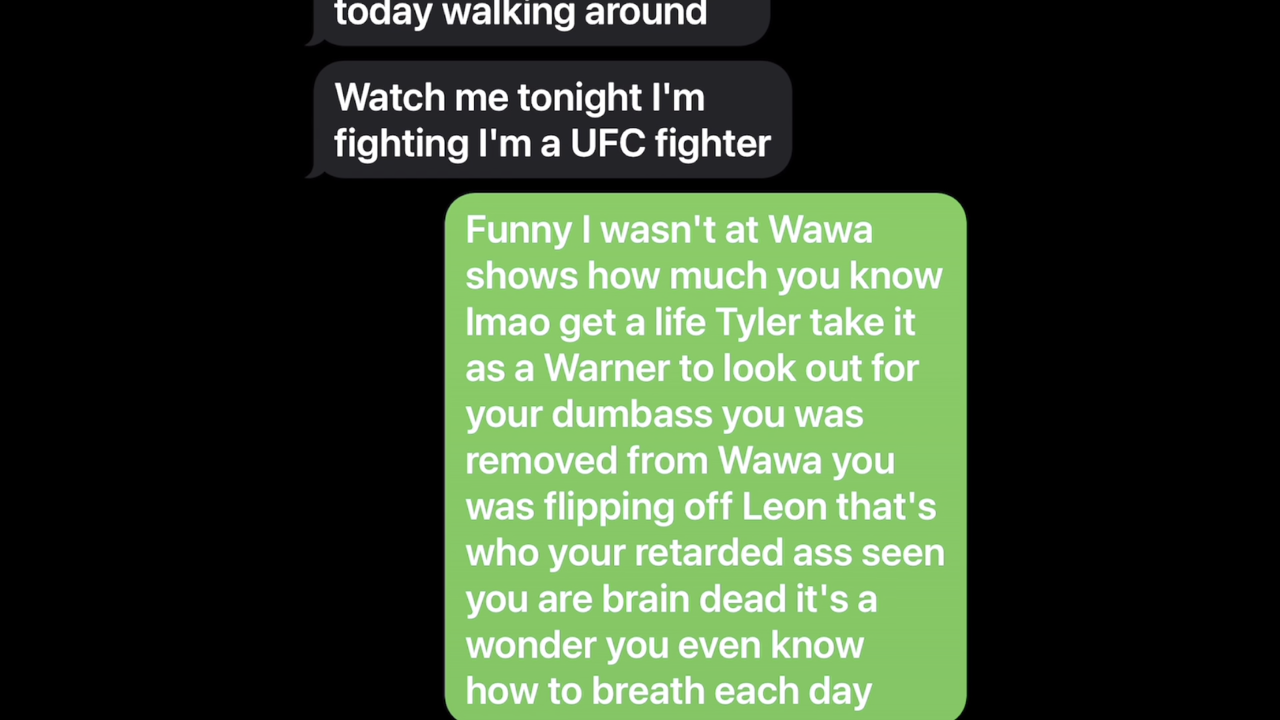 today walking around
Watch me tonight I'm
fighting I'm a UFC fighter
Funny I wasn't at Wawa
shows how much you know
lmao get a life Tyler take it
as a Warner to look out for
your dumbass you was
removed from Wawa you
was flipping off Leon that's
who your retarded ass seen
you are brain dead it's a
wonder you even know
how to breath each day